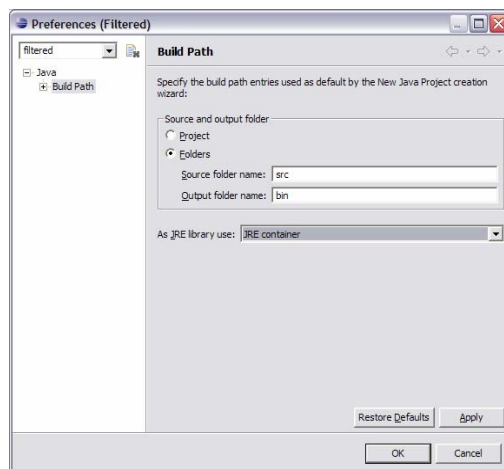 Preferences (Filtered)
filtered
Build Path
Java
Build Path
Specify the build path entries used as default by the New Java Project creation
wizard:
Source and output folder
Project
Folders
Source folder name: src
Output folder name: bin
As JRE library use: JRE container
Restore Defaults Apply
OK Cancel